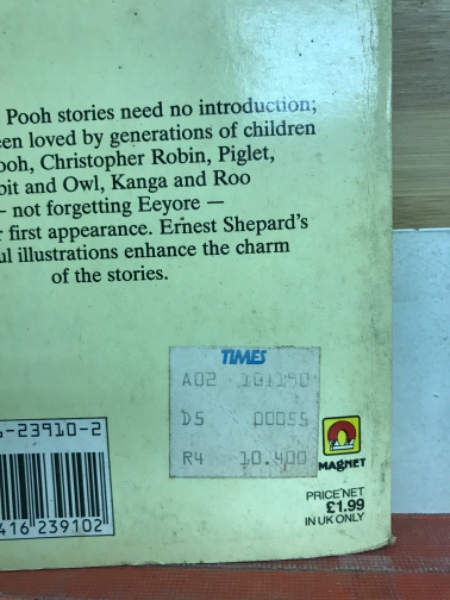 Pooh stories need no introduction;
een loved by generations of children
ooh, Christopher Robin, Piglet,
bit and Owl, Kanga and Roo
— not forgetting Eeyore —
r first appearance. Ernest Shepard's
ul illustrations enhance the charm
of the stories.
TIMES
A02 101190
D5 00055
R4 10.400
6-23910-2
416 239102
MAGNET
PRICE NET
£1.99
IN UK ONLY